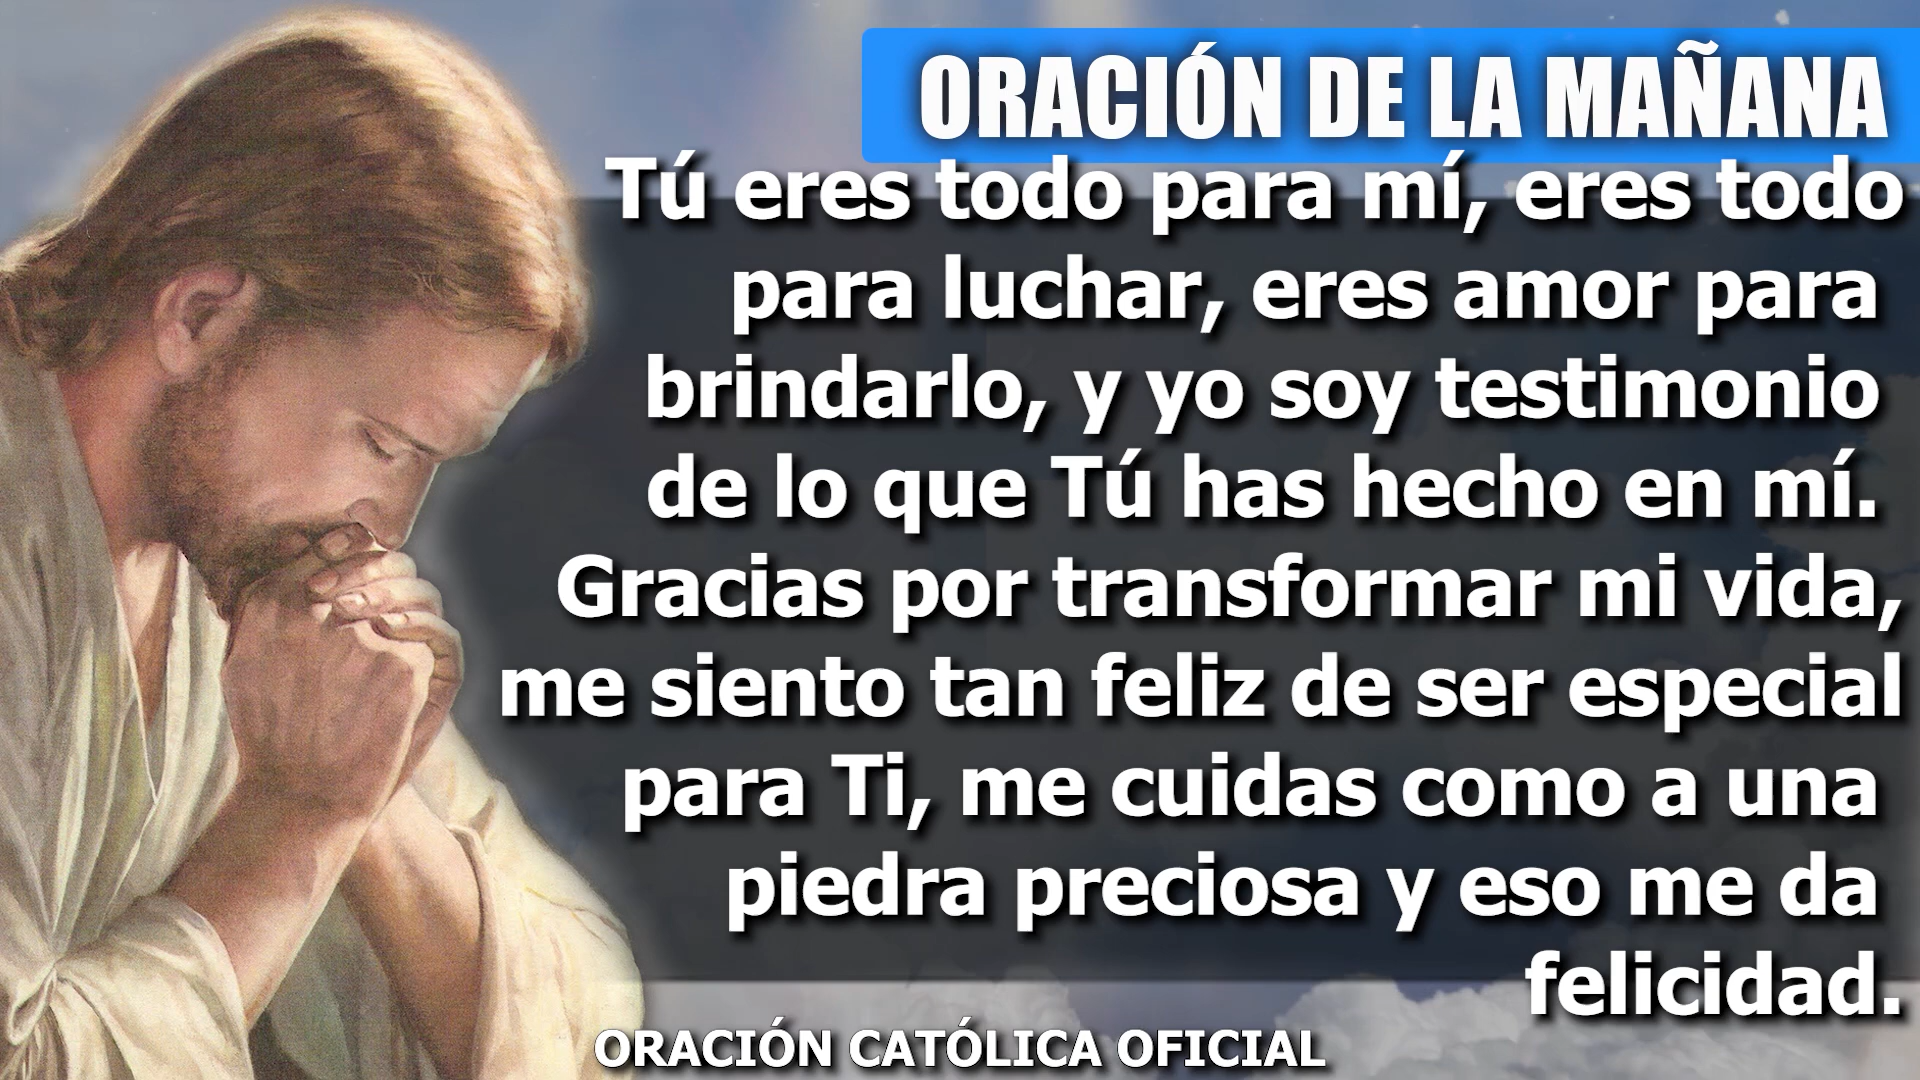 ORACIÓN DE LA MAÑANA
Tú eres todo para mí, eres todo
para luchar, eres amor para
brindarlo, y yo soy testimonio
de lo que Tú has hecho en mí.
Gracias por transformar mi vida,
me siento tan feliz de ser especial
para Ti, me cuidas como a una
piedra preciosa y eso me da
felicidad.
ORACIÓN CATÓLICA OFICIAL